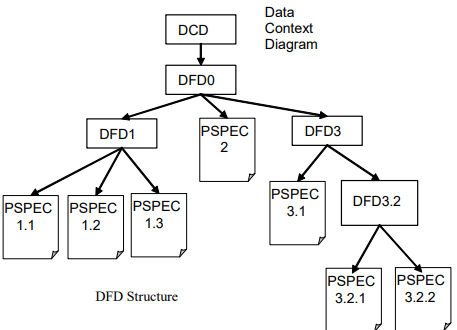 Data
Context
Diagram
DCD
DFD0
DFD1
PSPEC
2
DFD3
PSPEC
1.1
PSPEC
1.2
PSPEC
1.3
PSPEC
3.1
DFD3.2
DFD Structure
PSPEC
3.2.1
PSPEC
3.2.2